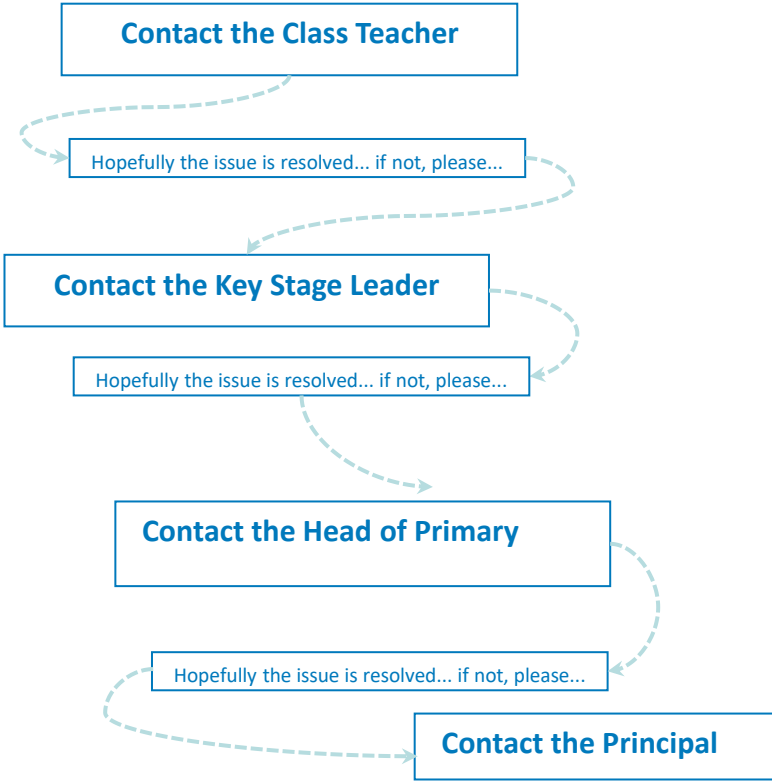 Contact the Class Teacher
Hopefully the issue is resolved... if not, please...
Contact the Key Stage Leader
Hopefully the issue is resolved... if not, please...
Contact the Head of Primary
Hopefully the issue is resolved... if not, please...
Contact the Principal